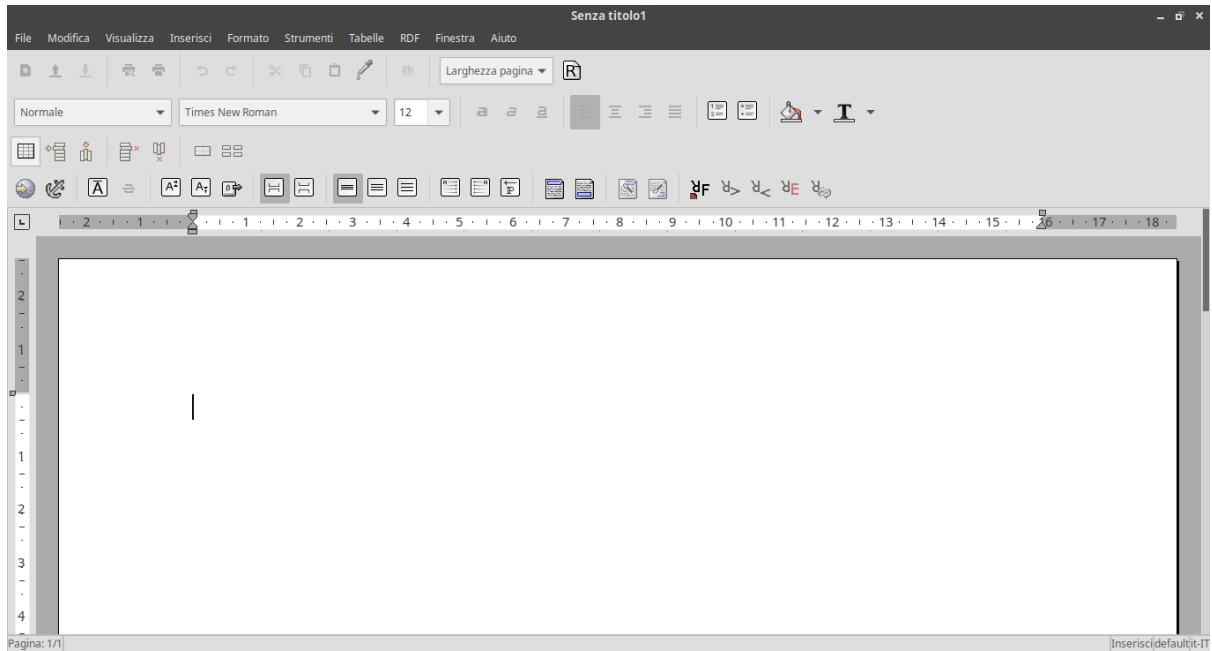 Senza titolo1
File Modifica Visualizza Inserisci Formato Strumenti Tabelle RDF Finestra Aiuto
ab Larghezza pagina R
Normale Times New Roman 12 a a a T
A A² A
2 1 1 2 3 4 5 6 7 8 9 10 11 12 13 14 15 16 17 18
2
1
1
2
3
4
Pagina: 1/1 Inserisci default it-IT